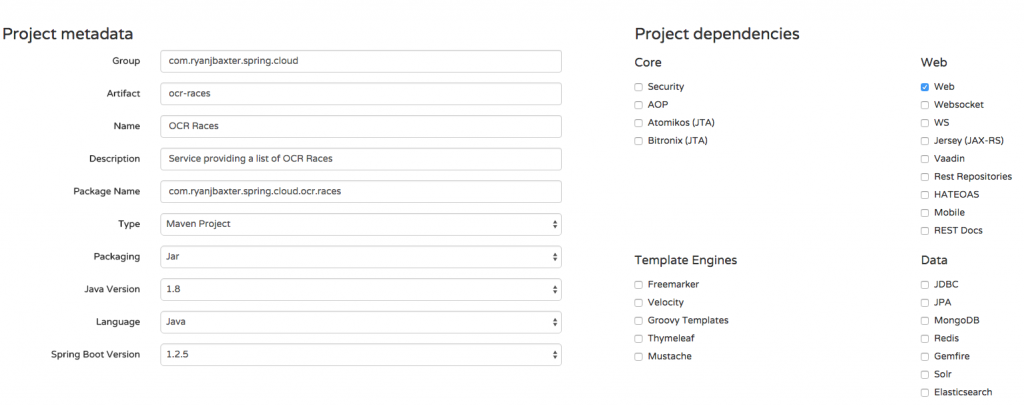 Project metadata
Group com.ryanjbaxter.spring.cloud
Artifact ocr-races
Name OCR Races
Description Service providing a list of OCR Races
Package Name com.ryanjbaxter.spring.cloud.ocr.races
Type Maven Project
Packaging Jar
Java Version 1.8
Language Java
Spring Boot Version 1.2.5
Project dependencies
Core
Security
AOP
Atomikos (JTA)
Bitronix (JTA)
Web
Web
Websocket
WS
Jersey (JAX-RS)
Vaadin
Rest Repositories
HATEOAS
Mobile
REST Docs
Template Engines
Freemarker
Velocity
Groovy Templates
Thymeleaf
Mustache
Data
JDBC
JPA
MongoDB
Redis
Gemfire
Solr
Elasticsearch